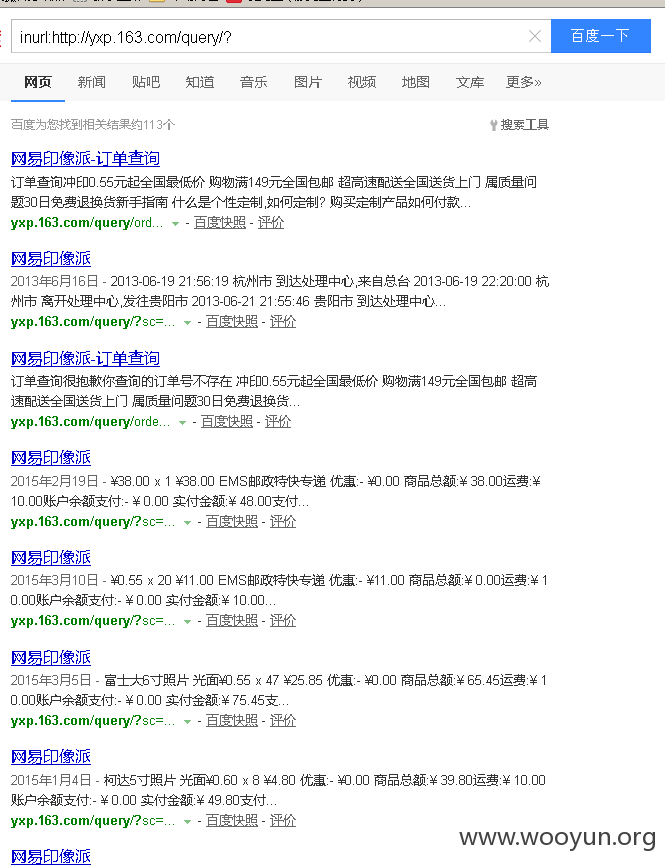 inurl:http://yxp.163.com/query/?
百度一下
网页 新闻 贴吧 知道 音乐 图片 视频 地图 文库 更多»
百度为您找到相关结果约113个 搜索工具
网易印像派-订单查询
订单查询冲印0.55元起全国最低价 购物满149元全国包邮 超高速配送全国送货上门 属质量问
题30日免费退换货新手指南 什么是个性定制,如何定制? 购买定制产品如何付款...
yxp.163.com/query/ord... - 百度快照 - 评价
网易印像派
2013年6月16日 - 2013-06-19 21:56:19 杭州市 到达处理中心,来自总台 2013-06-19 22:20:00 杭
州市 离开处理中心,发往贵阳市 2013-06-21 21:55:46 贵阳市 到达处理中心...
yxp.163.com/query/?sc=... - 百度快照 - 评价
网易印像派-订单查询
订单查询很抱歉你查询的订单号不存在 冲印0.55元起全国最低价 购物满149元全国包邮 超高
速配送全国送货上门 属质量问题30日免费退换货...
yxp.163.com/query/orde... - 百度快照 - 评价
网易印像派
2015年2月19日 - ¥38.00 x 1 ¥38.00 EMS邮政特快专递 优惠:- ¥0.00 商品总额:¥ 38.00运费:¥
10.00账户余额支付:- ¥ 0.00 实付金额:¥ 48.00支付...
yxp.163.com/query/?sc=... - 百度快照 - 评价
网易印像派
2015年3月10日 - ¥0.55 x 20 ¥11.00 EMS邮政特快专递 优惠:- ¥11.00 商品总额:¥ 0.00运费:¥ 1
0.00账户余额支付:- ¥ 0.00 实付金额:¥ 10.00...
yxp.163.com/query/?sc=... - 百度快照 - 评价
网易印像派
2015年3月5日 - 富士大6寸照片 光面¥0.55 x 47 ¥25.85 优惠:- ¥0.00 商品总额:¥ 65.45运费:¥ 1
0.00账户余额支付:- ¥ 0.00 实付金额:¥ 75.45支...
yxp.163.com/query/?sc=... - 百度快照 - 评价
网易印像派
2015年1月4日 - 柯达5寸照片 光面¥0.60 x 8 ¥4.80 优惠:- ¥0.00 商品总额:¥ 39.80运费:¥ 10.00
账户余额支付:- ¥ 0.00 实付金额:¥ 49.80支付...
yxp.163.com/query/?sc=... - 百度快照 - 评价
网易印像派
www.wooyun.org